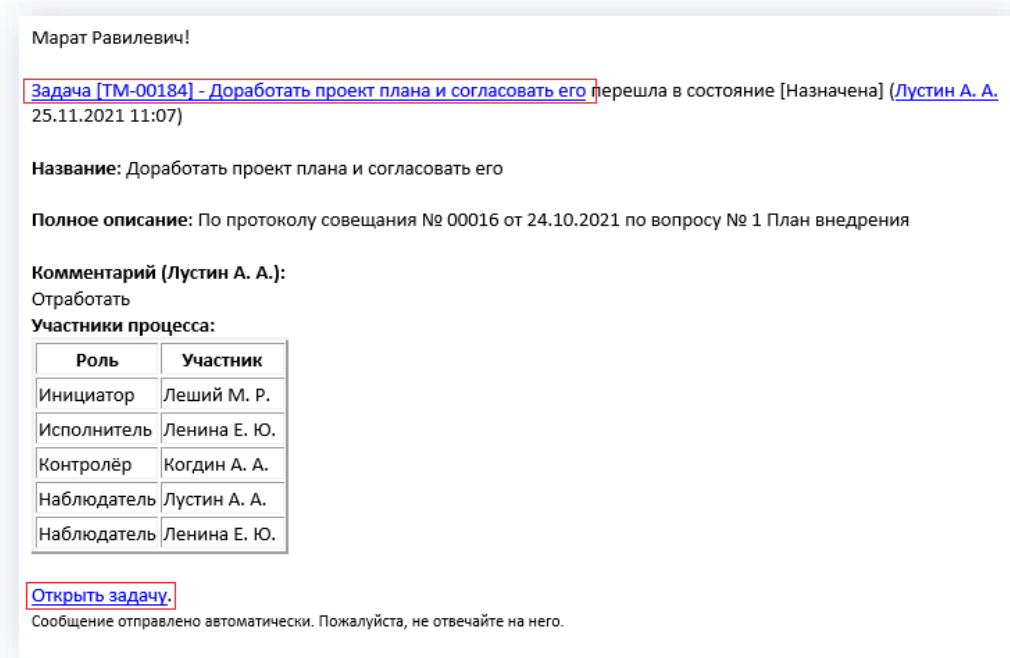 Марат Равилевич!
Задача [ТМ-00184] - Доработать проект плана и согласовать его перешла в состояние [Назначена] (Лустин А. А.
25.11.2021 11:07)
Название: Доработать проект плана и согласовать его
Полное описание: По протоколу совещания № 00016 от 24.10.2021 по вопросу № 1 План внедрения
Комментарий (Лустин А. А.):
Отработать
Участники процесса:
Роль Участник
Инициатор Леший М. Р.
Исполнитель Ленина Е. Ю.
Контролёр Когдин А. А.
Наблюдатель Лустин А. А.
Наблюдатель Ленина Е. Ю.
Открыть задачу.
Сообщение отправлено автоматически. Пожалуйста, не отвечайте на него.